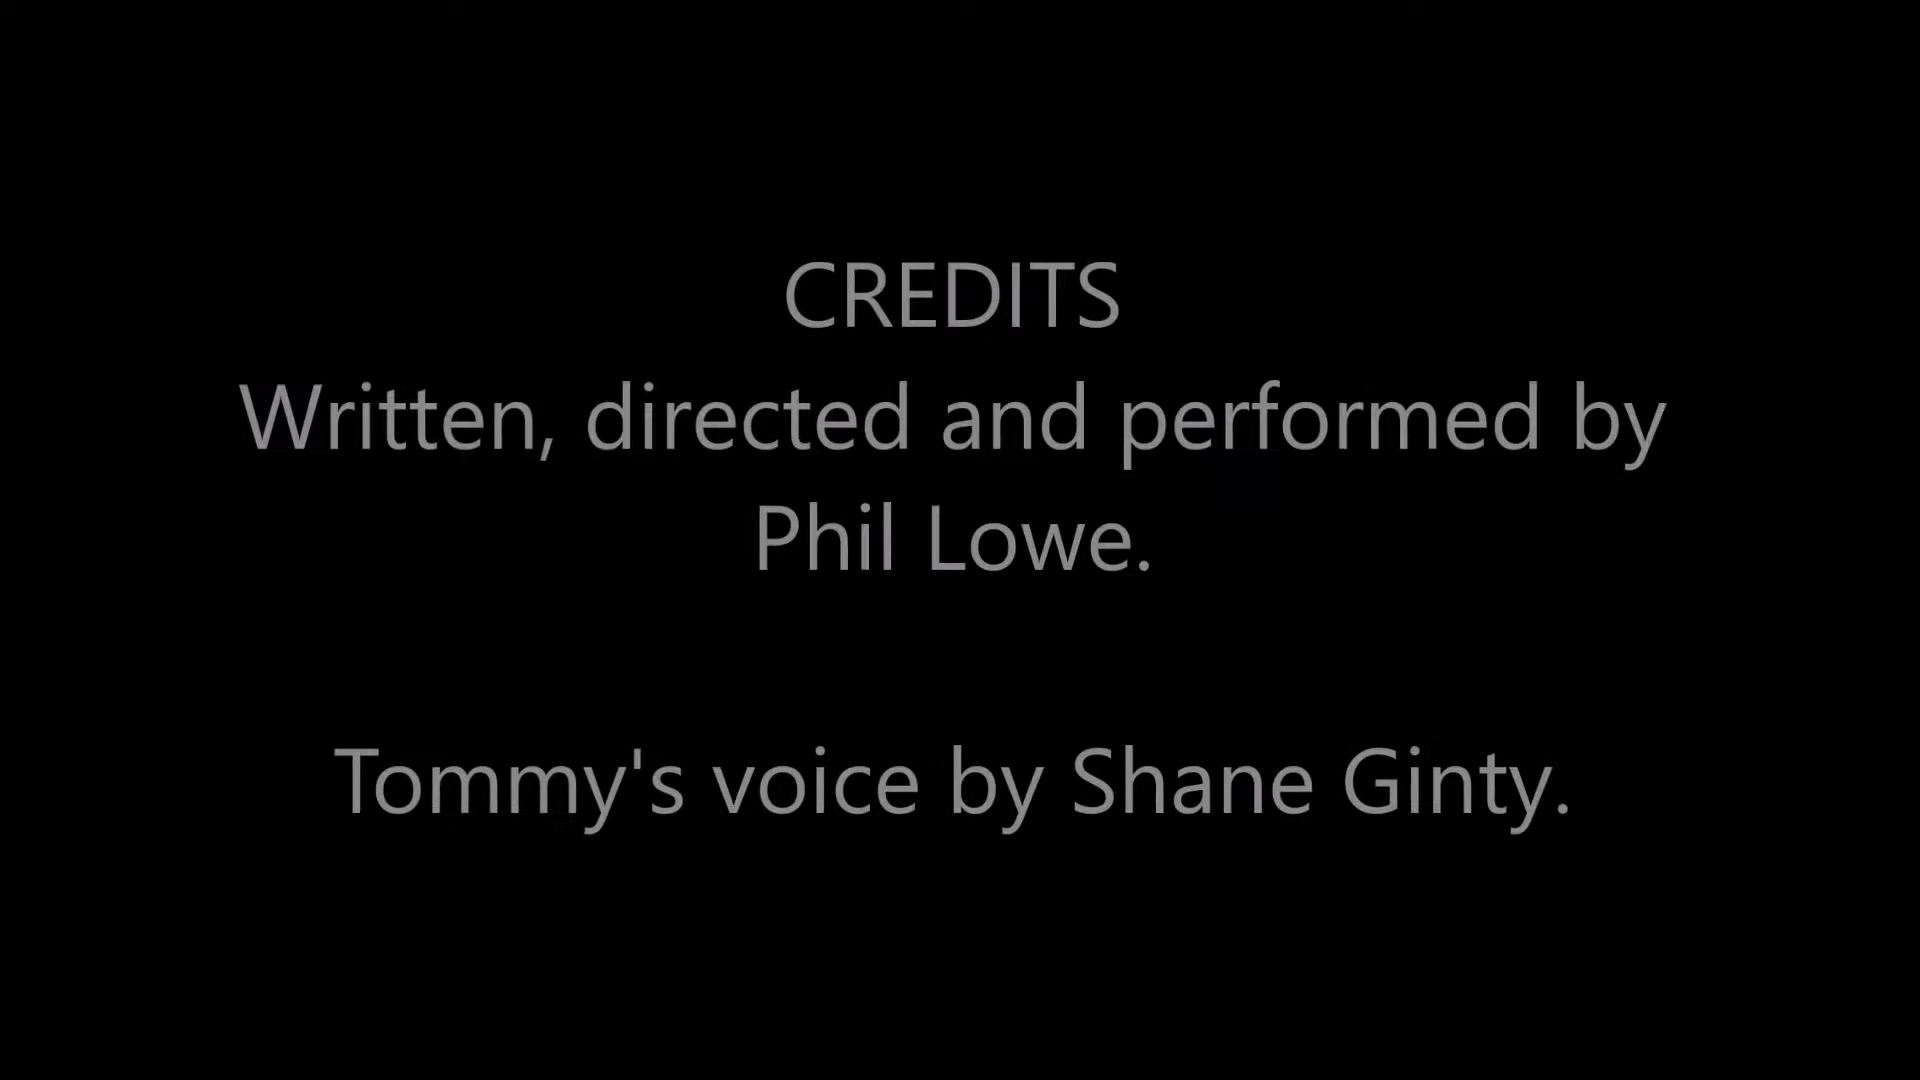 CREDITS
Written, directed and performed by
Phil Lowe.
Tommy's voice by Shane Ginty.